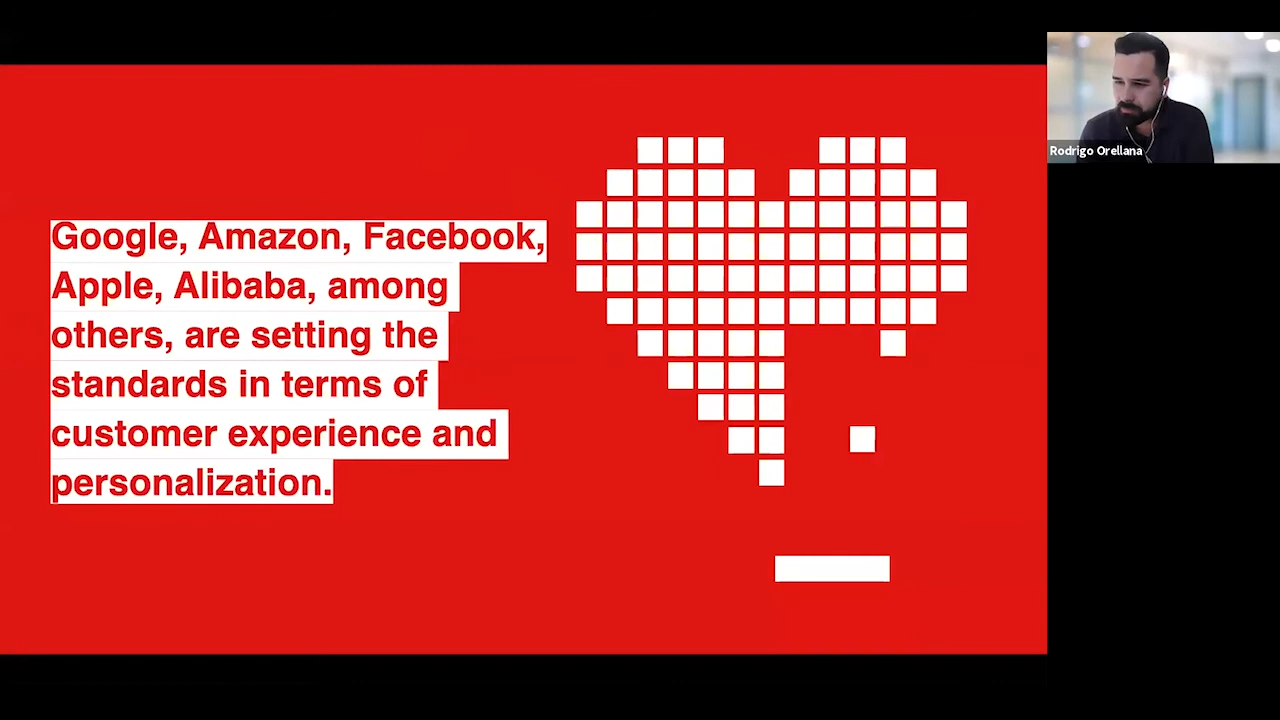 Google, Amazon, Facebook,
Apple, Alibaba, among
others, are setting the
standards in terms of
customer experience and
personalization.
Rodrigo Orellana